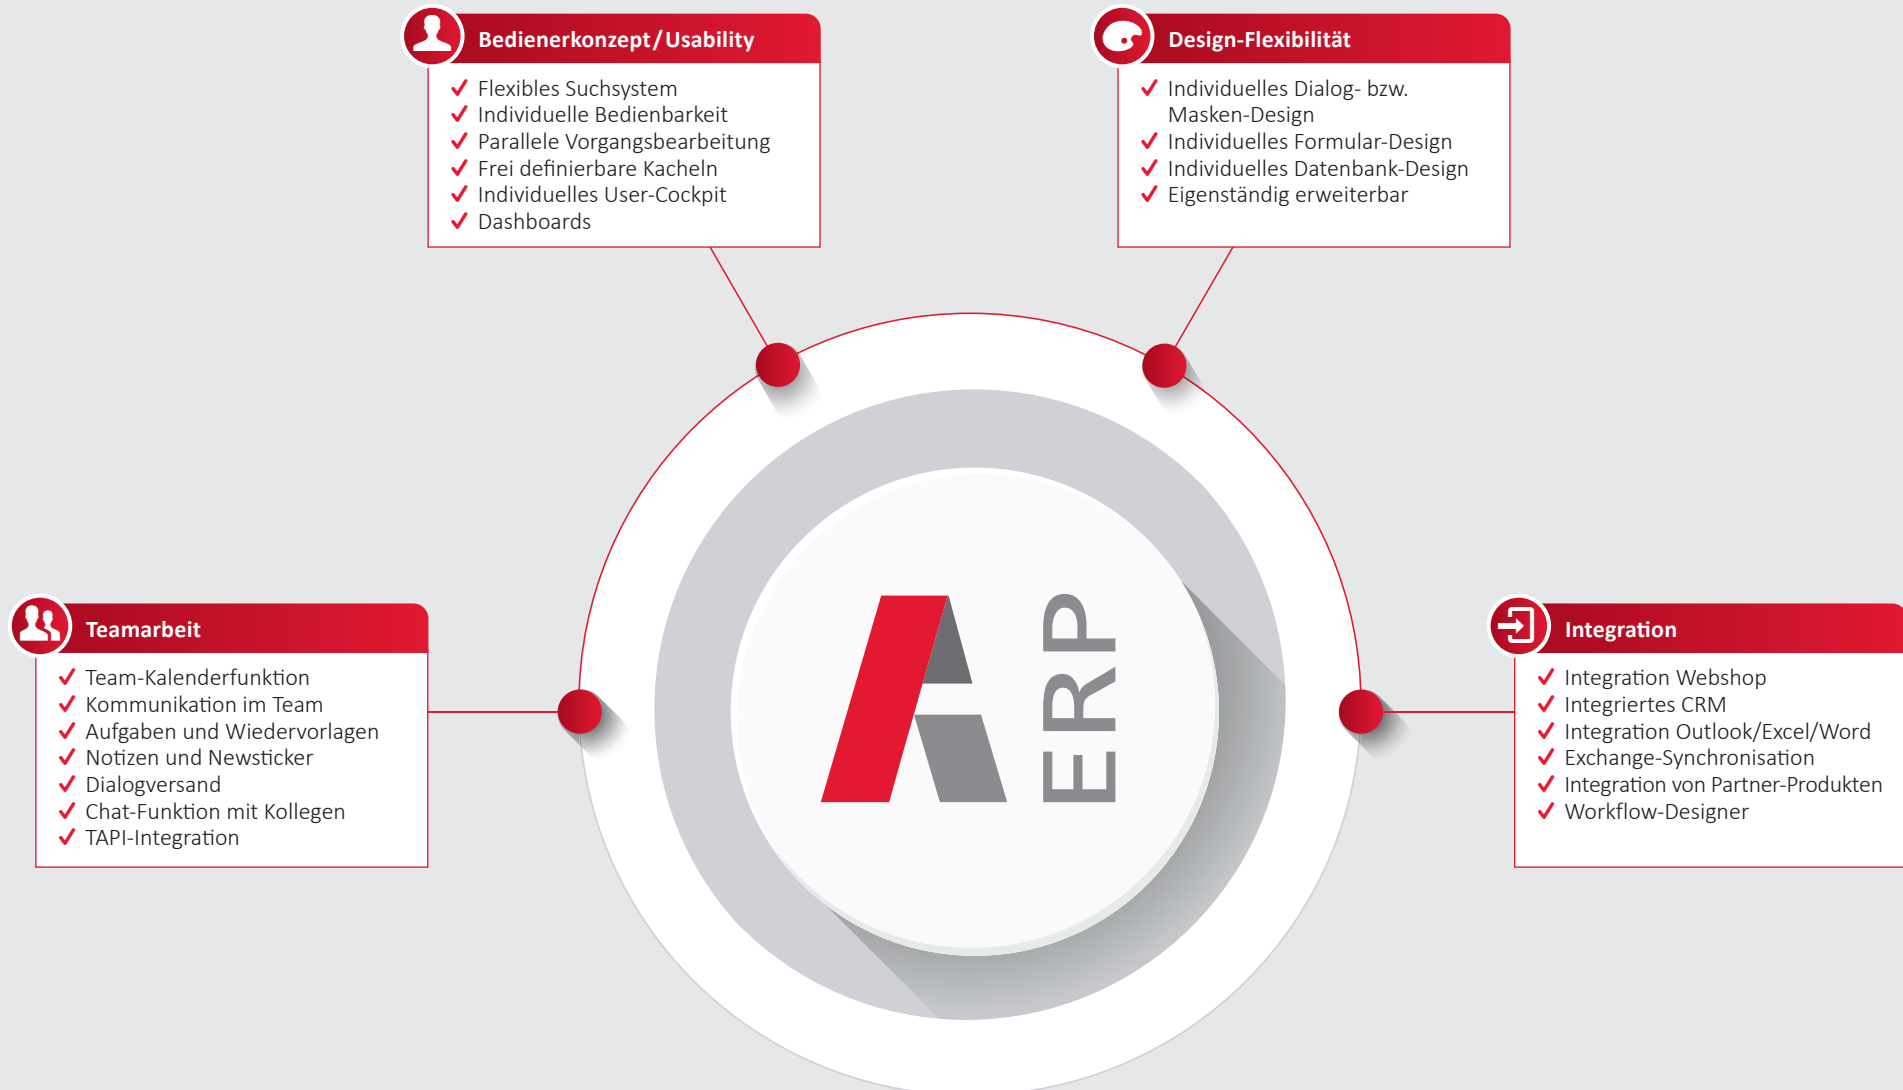 Bedienerkonzept/Usability
Flexibles Suchsystem
Individuelle Bedienbarkeit
Parallele Vorgangsbearbeitung
Frei definierbare Kacheln
Individuelles User-Cockpit
Dashboards
Design-Flexibilität
Individuelles Dialog- bzw.
Masken-Design
Individuelles Formular-Design
Individuelles Datenbank-Design
Eigenständig erweiterbar
Teamarbeit
Team-Kalenderfunktion
Kommunikation im Team
Aufgaben und Wiedervorlagen
Notizen und Newsticker
Dialogversand
Chat-Funktion mit Kollegen
TAPI-Integration
A ERP
Integration
Integration Webshop
Integriertes CRM
Integration Outlook/Excel/Word
Exchange-Synchronisation
Integration von Partner-Produkten
Workflow-Designer